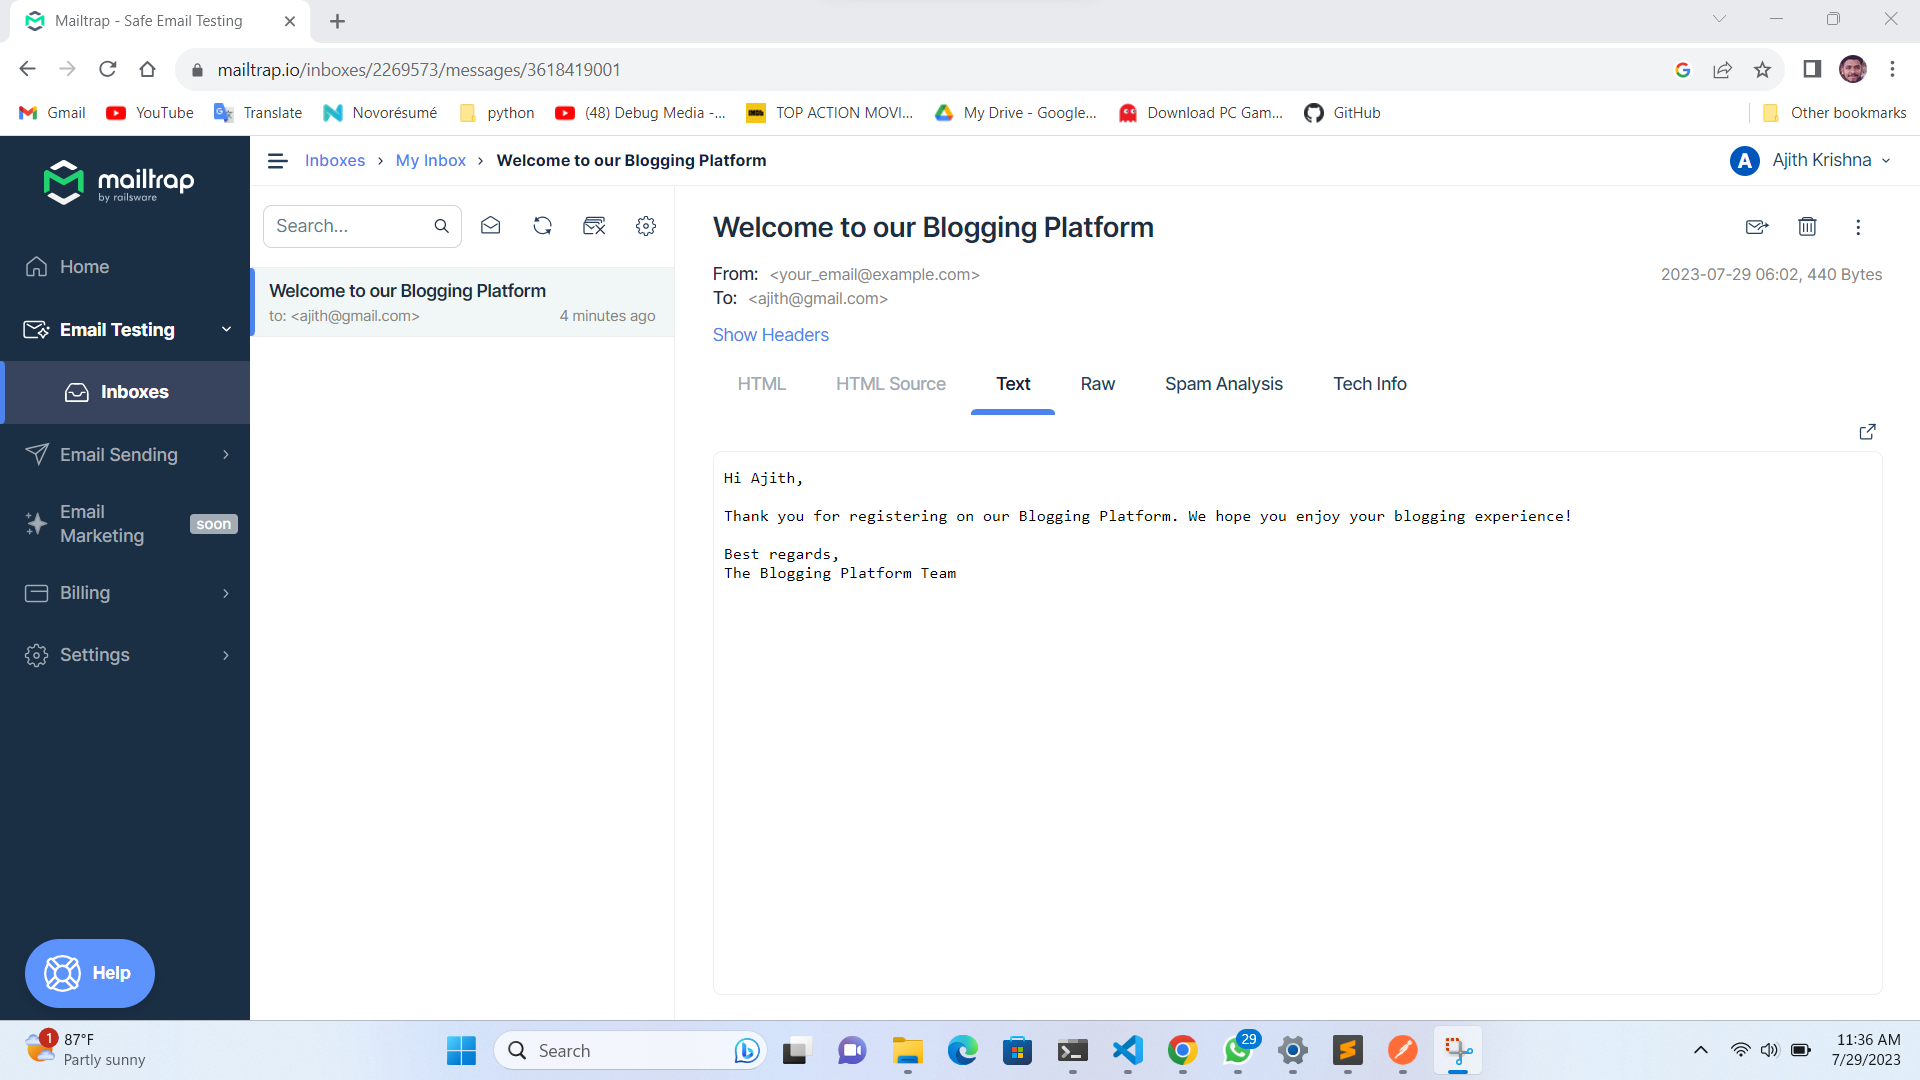 Mailtrap - Safe Email Testing
mailtrap.io/inboxes/2269573/messages/3618419001
Gmail YouTube Translate Novorésumé python (48) Debug Media -... TOP ACTION MOVI... My Drive - Google... Download PC Gam... GitHub Other bookmarks
mailtrap
by railsware
Inboxes › My Inbox › Welcome to our Blogging Platform
A Ajith Krishna
Home
Email Testing
Inboxes
Email Sending
Email
Marketing
soon
Billing
Settings
Help
Search...
Welcome to our Blogging Platform
to: <ajith@gmail.com> 4 minutes ago
Welcome to our Blogging Platform
From: <your_email@example.com>
2023-07-29 06:02, 440 Bytes
To: <ajith@gmail.com>
Show Headers
HTML HTML Source Text Raw Spam Analysis Tech Info
Hi Ajith,
Thank you for registering on our Blogging Platform. We hope you enjoy your blogging experience!
Best regards,
The Blogging Platform Team
1
87°F
Partly sunny
Search
29
11:36 AM
7/29/2023